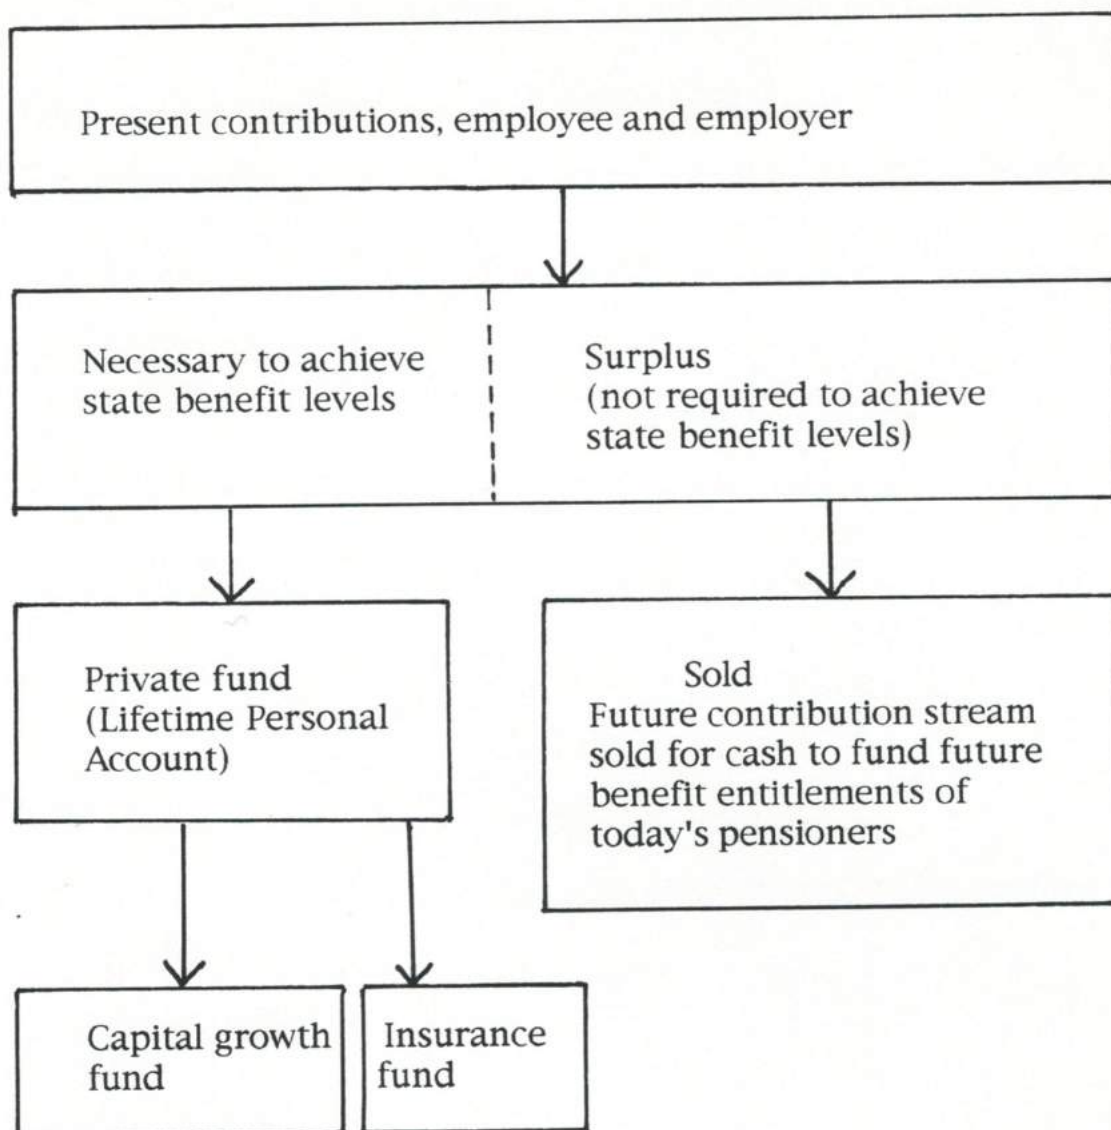 Present contributions, employee and employer
Necessary to achieve
state benefit levels
Surplus
(not required to achieve
state benefit levels)
Private fund
(Lifetime Personal
Account)
Sold
Future contribution stream
sold for cash to fund future
benefit entitlements of
today's pensioners
Capital growth
fund
Insurance
fund